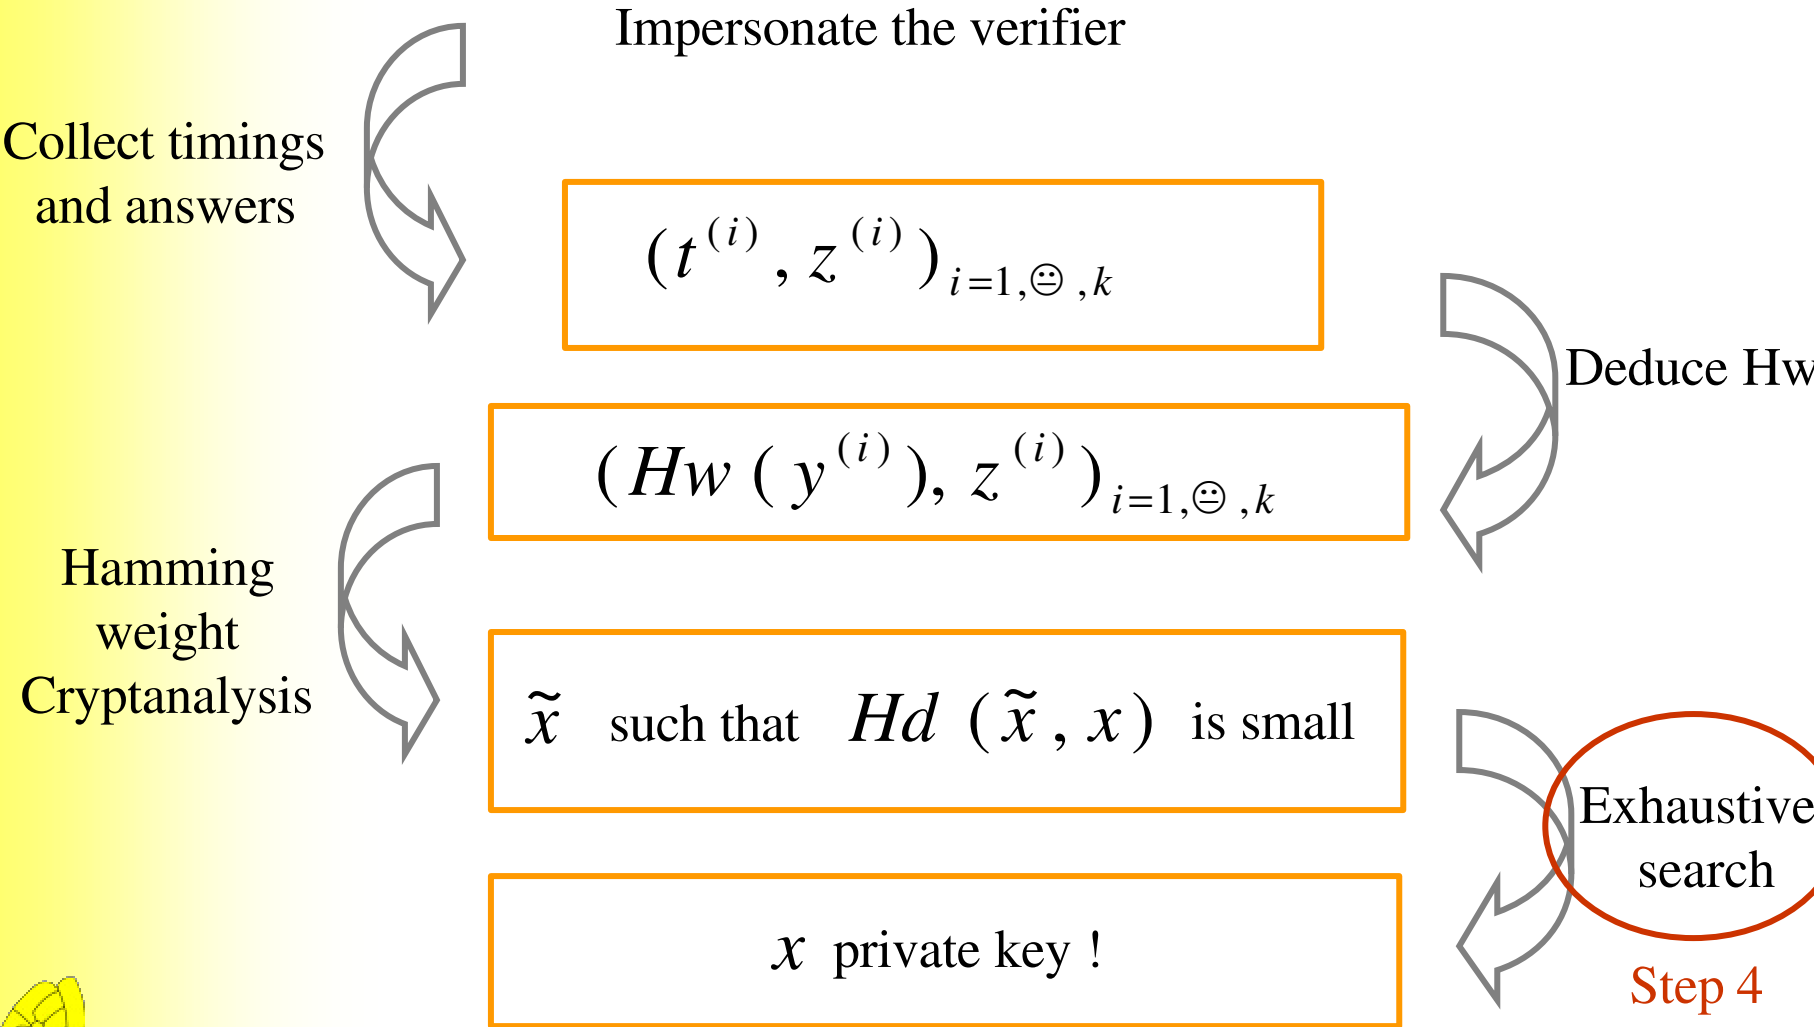 Impersonate the verifier
Collect timings
and answers
(t^(i), z^(i))_i=1,😐,k
Deduce Hw
(Hw(y^(i)), z^(i))_i=1,😐,k
Hamming
weight
Cryptanalysis
x̃ such that Hd(x̃, x) is small
Exhaustive
search
x private key !
Step 4